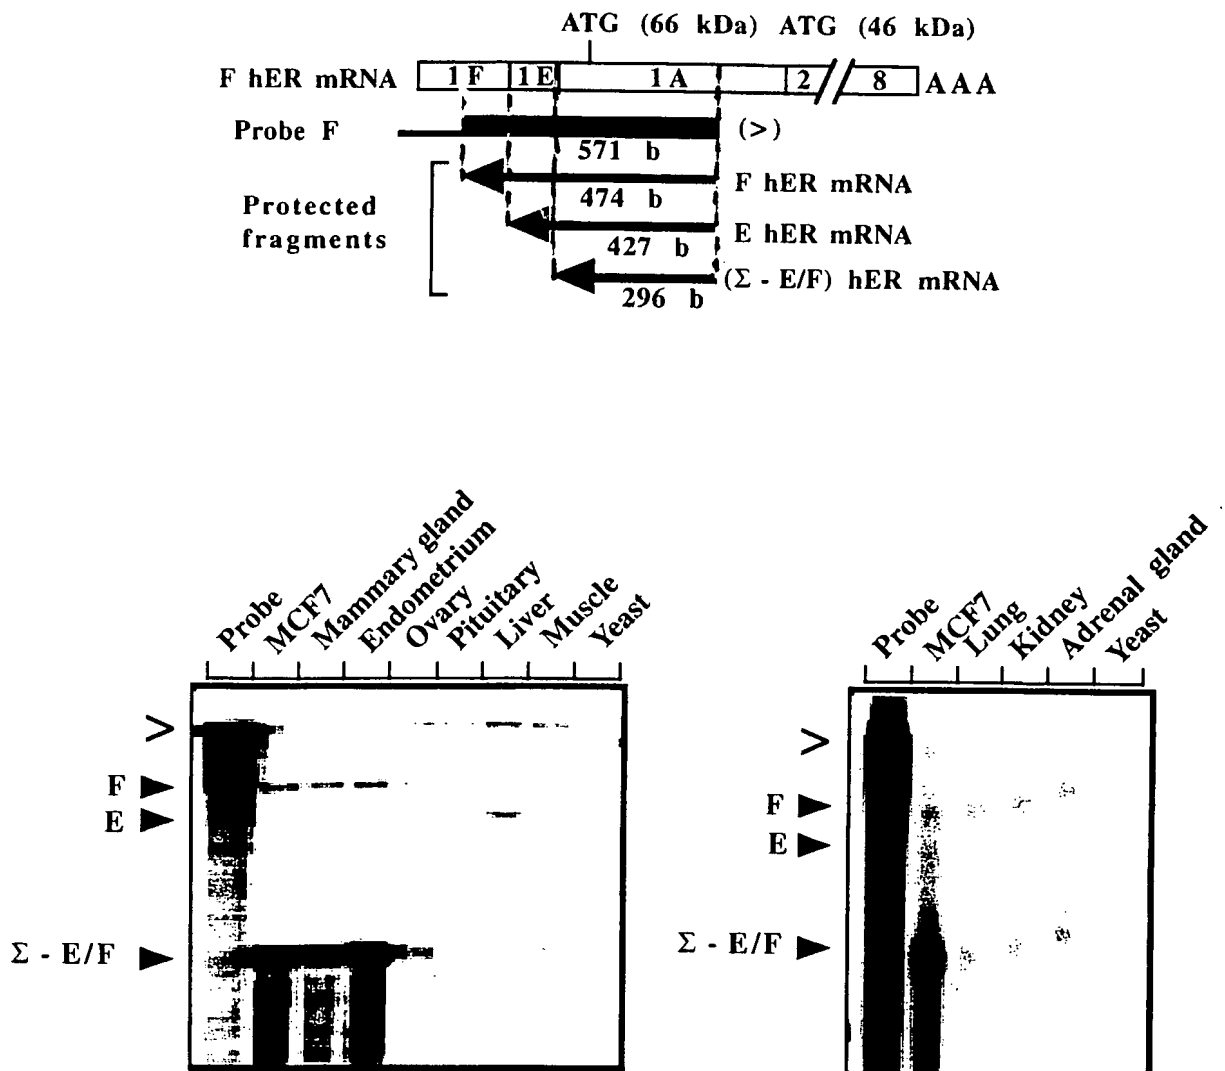 ATG (66 kDa) ATG (46 kDa)
F hER mRNA 1 F 1 E 1 A 2 8 AAA
Probe F (>)
571 b
F hER mRNA
474 b
Protected
fragments
E hER mRNA
427 b
(Σ - E/F) hER mRNA
296 b
Probe
MCF7
Mammary gland
Endometrium
Ovary
Pituitary
Liver
Muscle
Yeast
>
F
E
Σ - E/F
Probe
MCF7
Lung
Kidney
Adrenal gland
Yeast
>
F
E
Σ - E/F